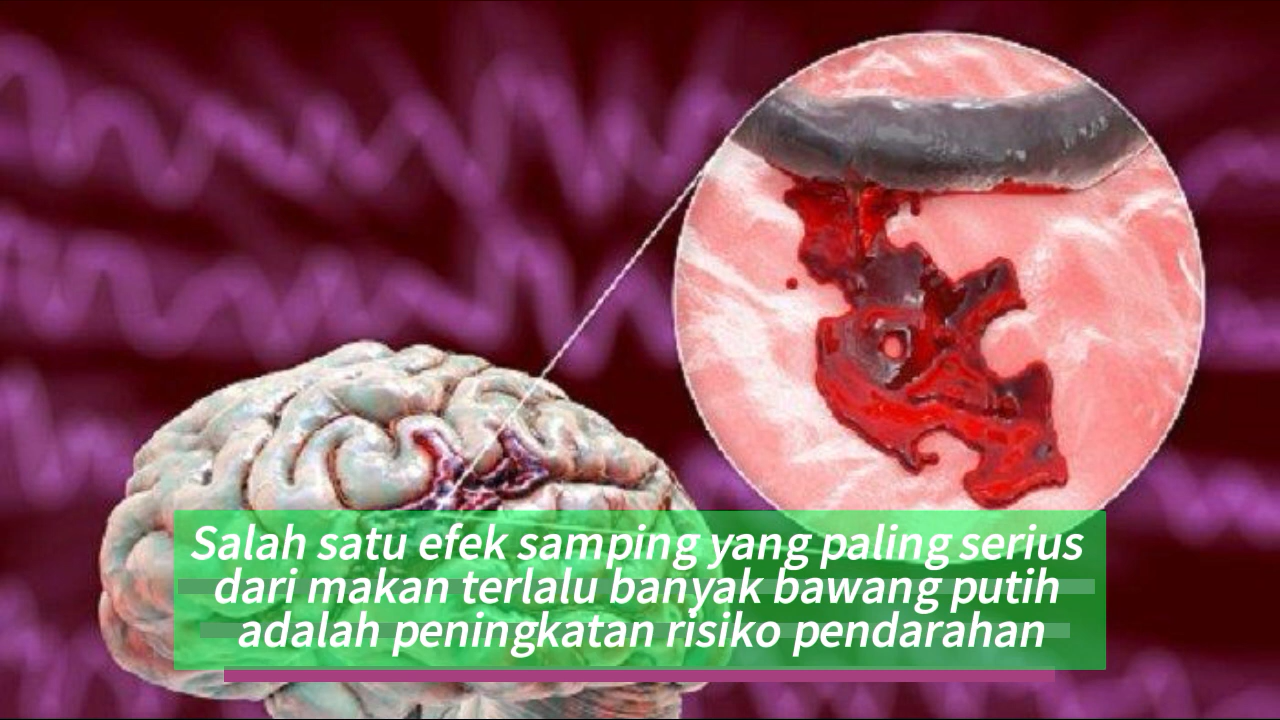 Salah satu efek samping yang paling serius
dari makan terlalu banyak bawang putih
adalah peningkatan risiko pendarahan